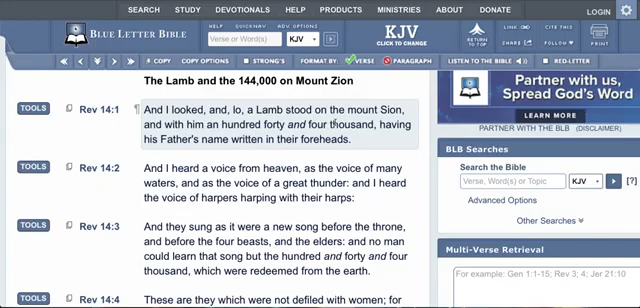 SEARCH STUDY DEVOTIONALS HELP PRODUCTS MINISTRIES ABOUT DONATE LOGIN
BLUE LETTER BIBLE
HELP QUICKNAV ADV. OPTIONS
Verse or Word(s) KJV
KJV
CLICK TO CHANGE
RETURN TO TOP
LINK
SHARE
CITE THIS
FOLLOW
PRINT
COPY COPY OPTIONS STRONG'S FORMAT BY: VERSE PARAGRAPH LISTEN TO THE BIBLE RED-LETTER
The Lamb and the 144,000 on Mount Zion
TOOLS Rev 14:1 ¶ And I looked, and, lo, a Lamb stood on the mount Sion,
and with him an hundred forty and four thousand, having
his Father's name written in their foreheads.
TOOLS Rev 14:2 And I heard a voice from heaven, as the voice of many
waters, and as the voice of a great thunder: and I heard
the voice of harpers harping with their harps:
TOOLS Rev 14:3 And they sung as it were a new song before the throne,
and before the four beasts, and the elders: and no man
could learn that song but the hundred and forty and four
thousand, which were redeemed from the earth.
TOOLS Rev 14:4 These are they which were not defiled with women; for
Partner with us,
Spread God's Word
LEARN MORE
PARTNER WITH THE BLB (DISCLAIMER)
BLB Searches
Search the Bible
Verse, Word(s) or Topic KJV [?]
Advanced Options
Other Searches
Multi-Verse Retrieval
For example: Gen 1:1-15; Rev 3; 4; Jer 21:10